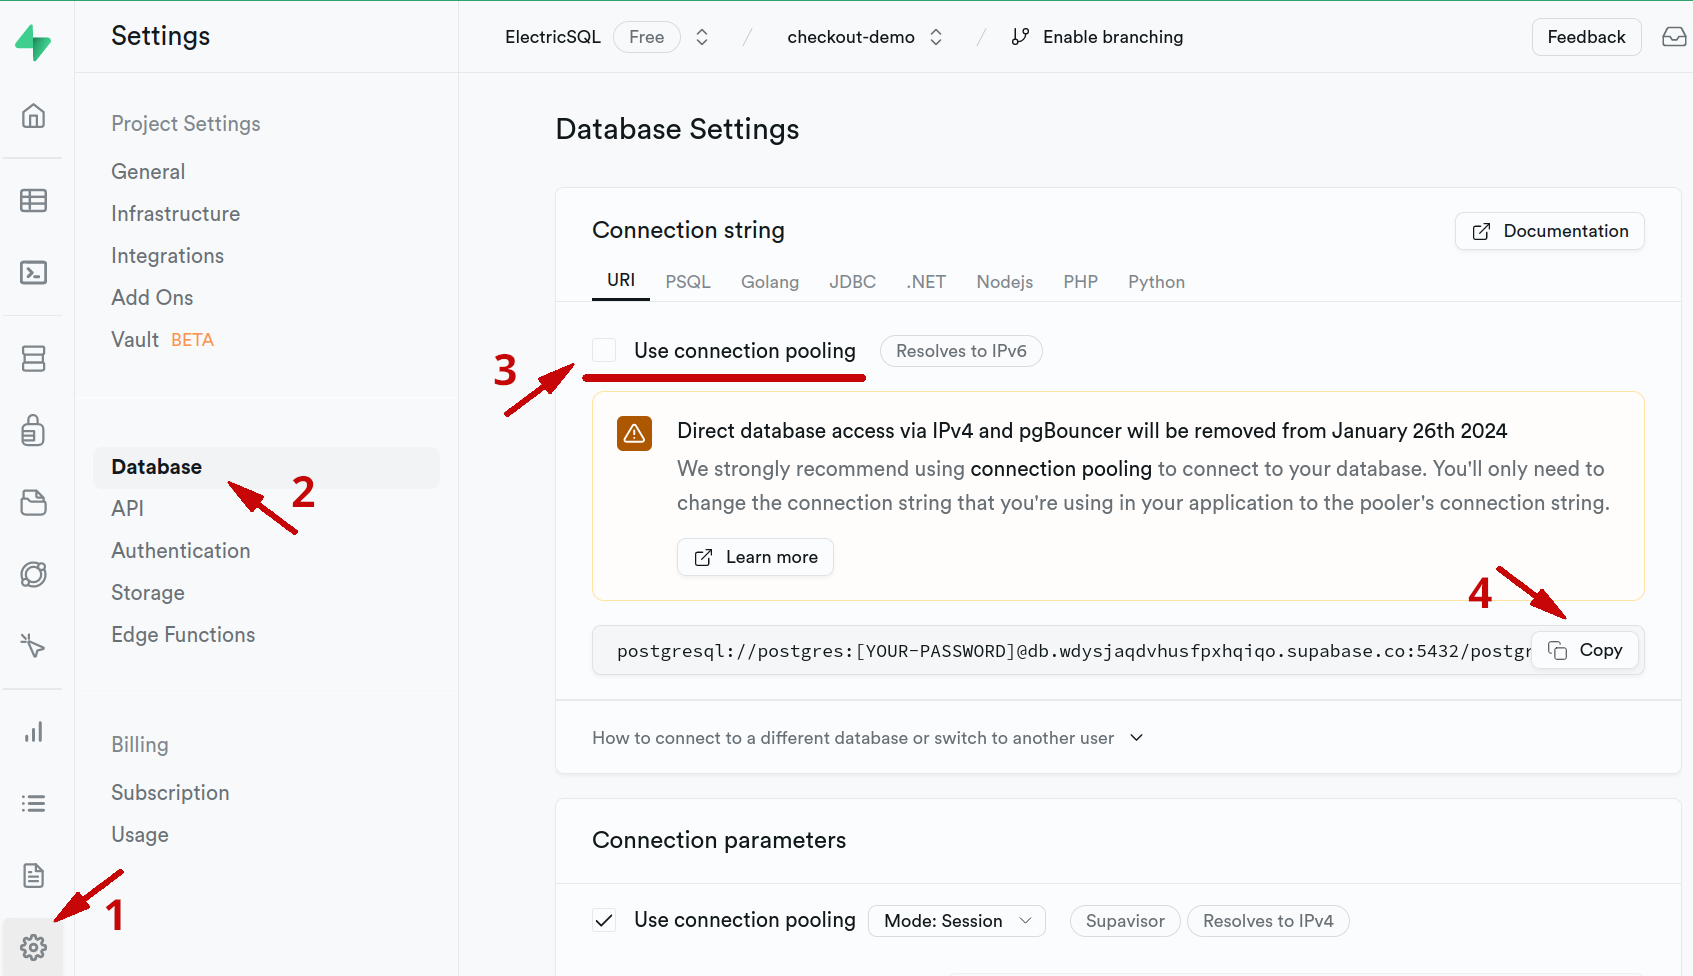 Settings
ElectricSQL Free / checkout-demo / Enable branching
Feedback
Project Settings
General
Infrastructure
Integrations
Add Ons
Vault BETA
Database
2
API
Authentication
Storage
Edge Functions
Billing
Subscription
Usage
1
Database Settings
Connection string
Documentation
URI PSQL Golang JDBC .NET Nodejs PHP Python
3
Use connection pooling Resolves to IPv6
Direct database access via IPv4 and pgBouncer will be removed from January 26th 2024
We strongly recommend using connection pooling to connect to your database. You'll only need to
change the connection string that you're using in your application to the pooler's connection string.
Learn more
4
postgresql://postgres:[YOUR-PASSWORD]@db.wdysjaqdvhusfpxhqiqo.supabase.co:5432/postgr
Copy
How to connect to a different database or switch to another user
Connection parameters
Use connection pooling Mode: Session Supavisor Resolves to IPv4